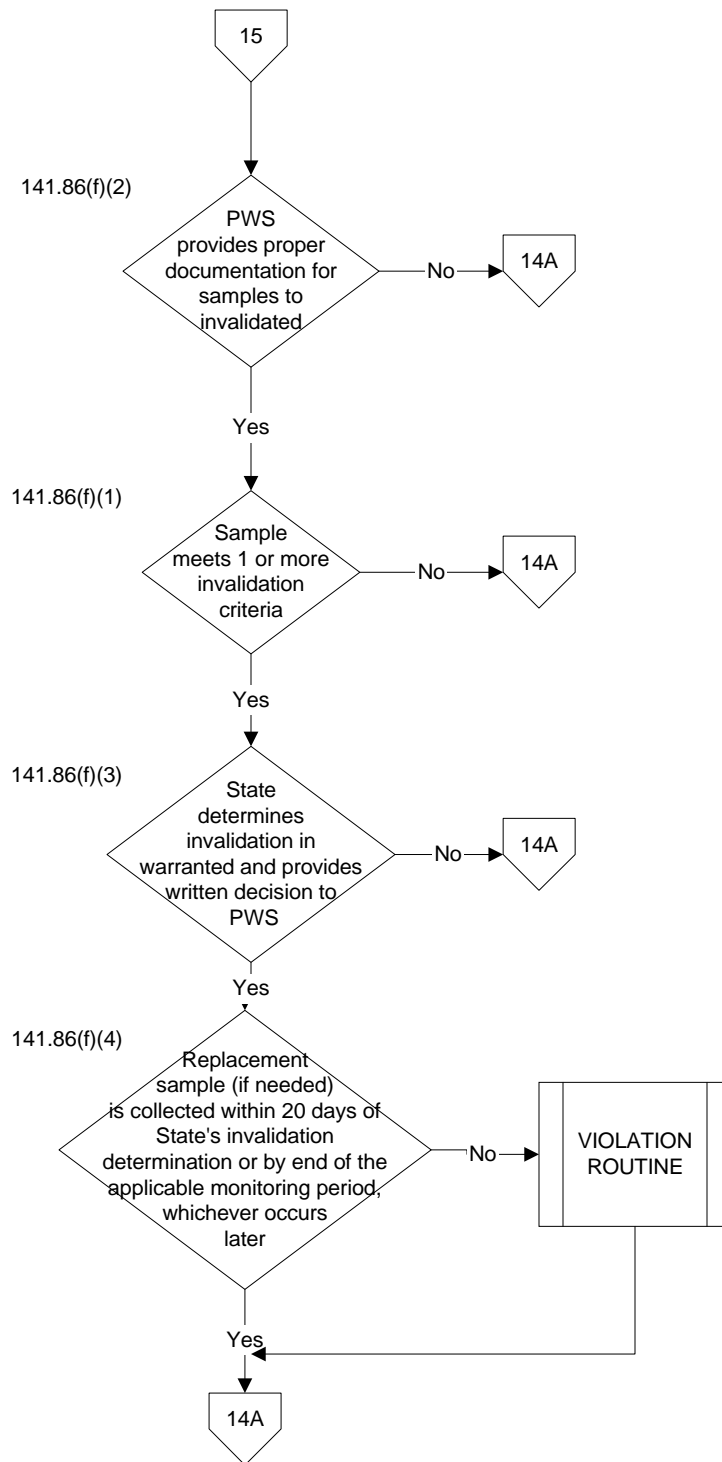 15
141.86(f)(2)
PWS
provides proper
documentation for
samples to
invalidated
No
14A
Yes
141.86(f)(1)
Sample
meets 1 or more
invalidation
criteria
No
14A
Yes
141.86(f)(3)
State
determines
invalidation in
warranted and provides
written decision to
PWS
No
14A
Yes
141.86(f)(4)
Replacement
sample (if needed)
is collected within 20 days of
State's invalidation
determination or by end of the
applicable monitoring period,
whichever occurs
later
No
VIOLATION
ROUTINE
Yes
14A